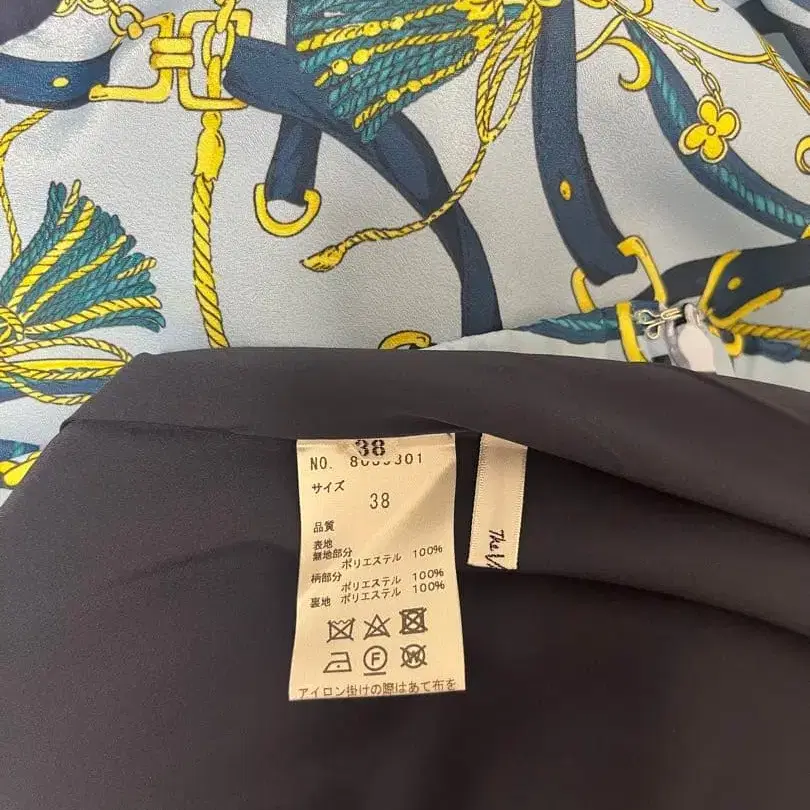 38
NO.
サイズ
38
品質
表地
無地部分
ポリエステル 100%
柄部分
ポリエステル 100%
裏地 ポリエステル 100%
F
W
アイロン掛けの際はあて布を
The